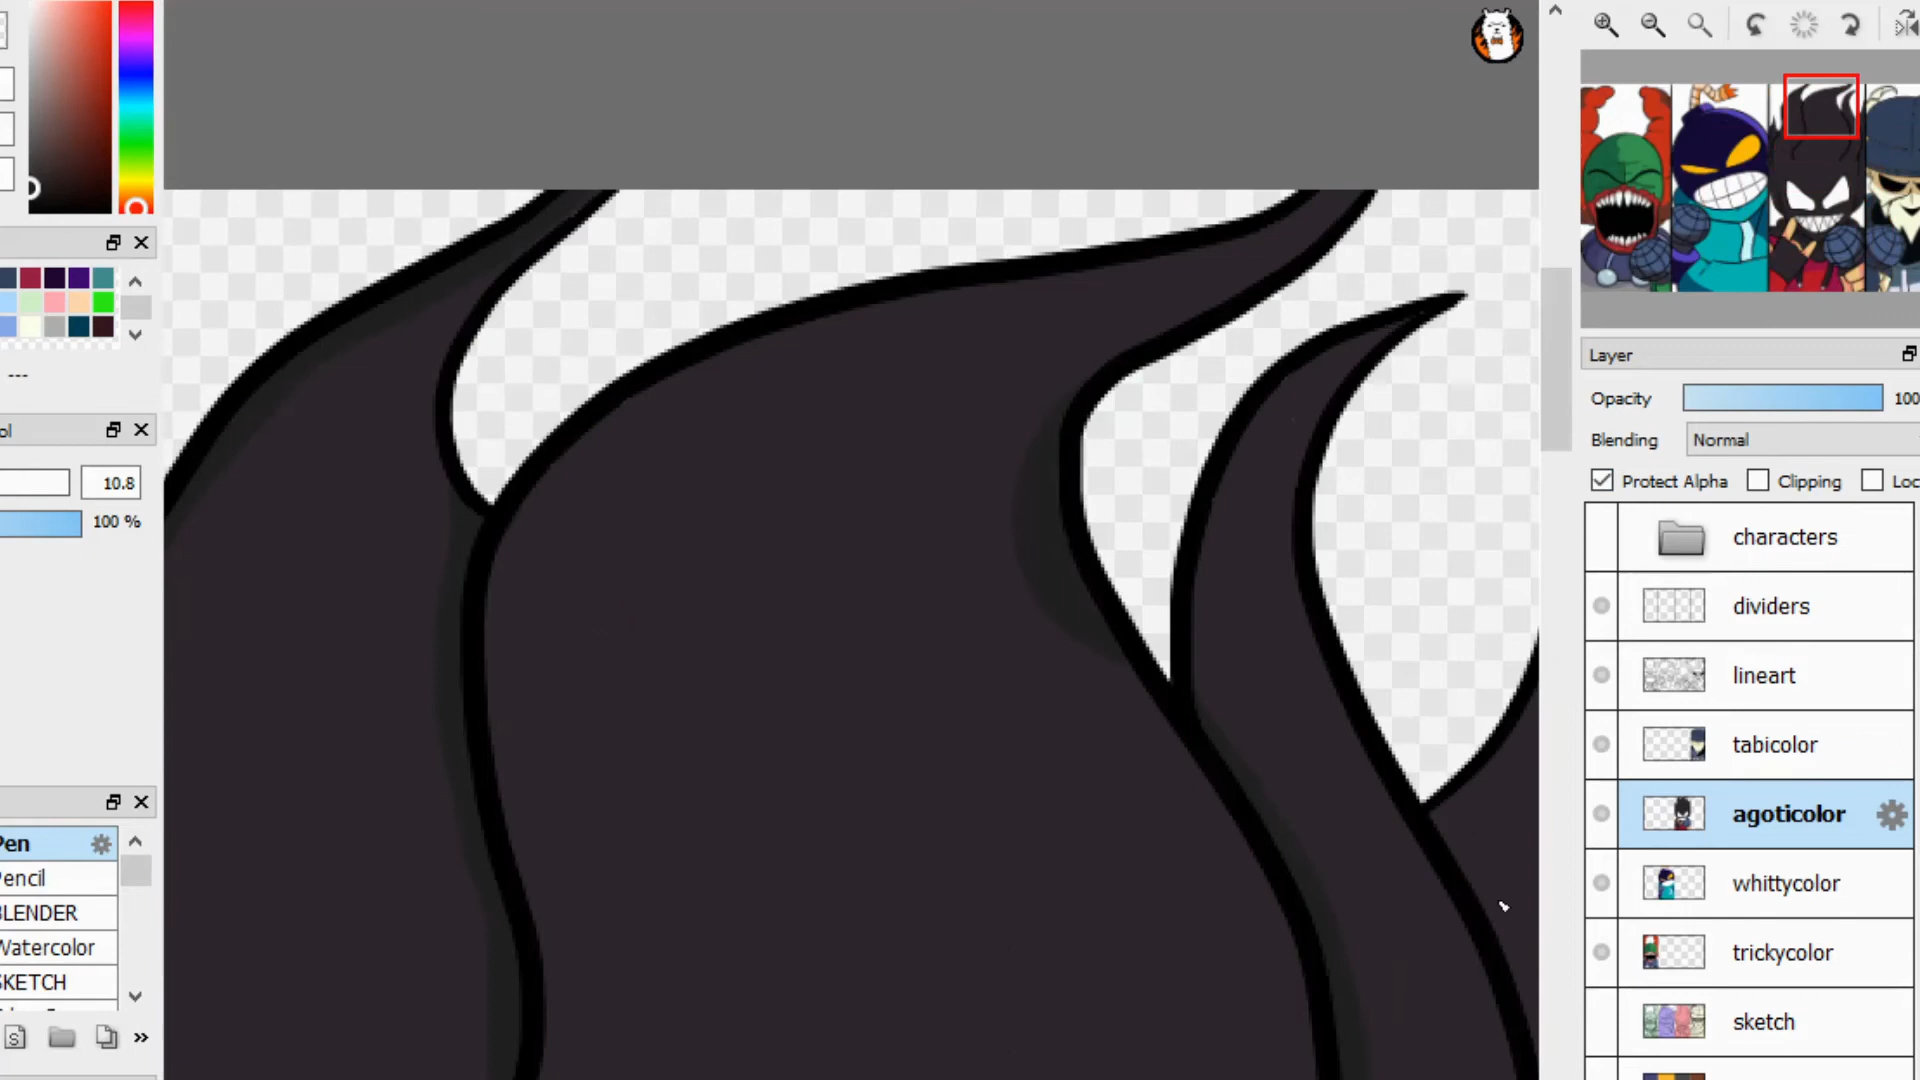 ---
ol
10.8
100 %
Pen
Pencil
BLENDER
Watercolor
SKETCH
S
»
Layer
Opacity
100
Blending
Normal
Protect Alpha
Clipping
Loc
characters
dividers
lineart
tabicolor
agoticolor
whittycolor
trickycolor
sketch